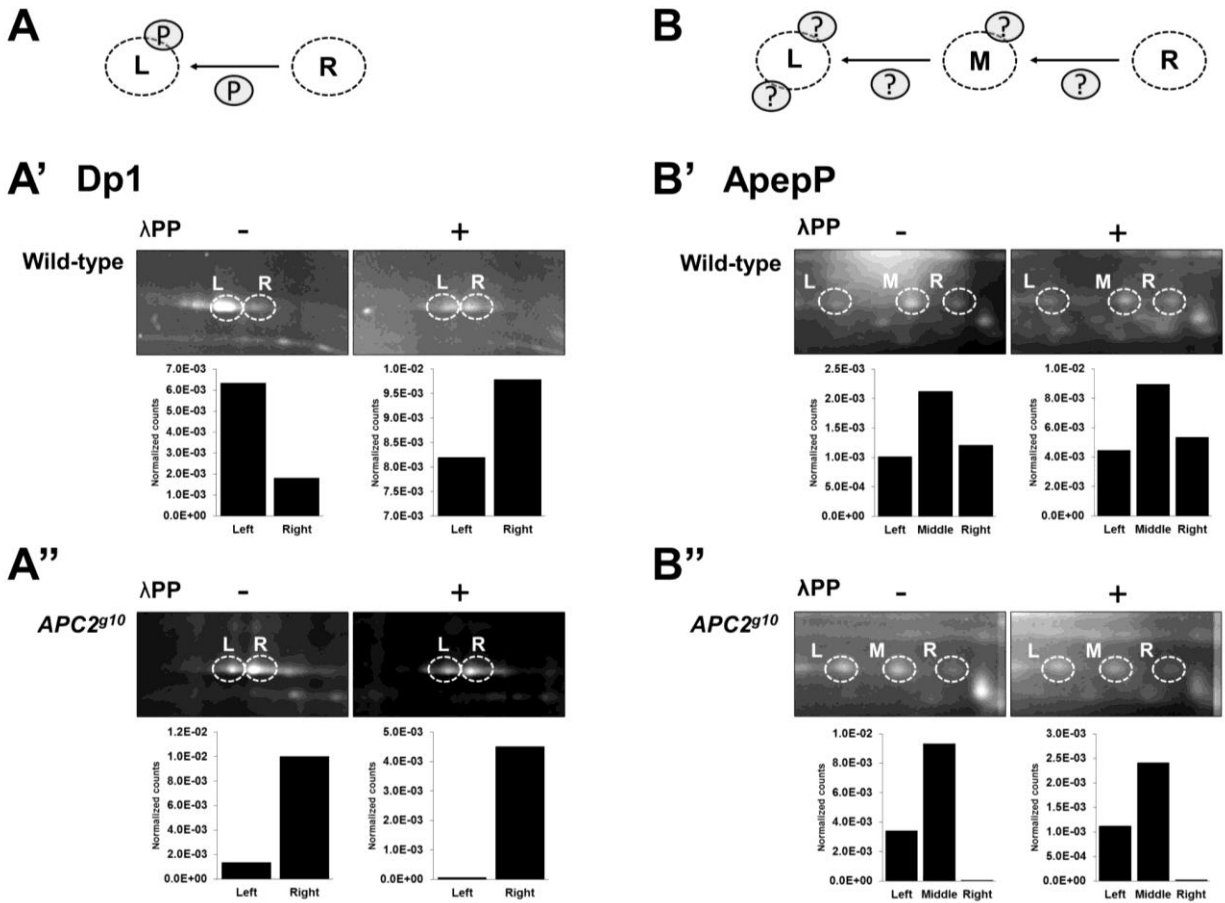 A
P
L
R
P
B
?
?
L
M
R
?
?
?
A’ Dp1
λPP - +
Wild-type
L R
L R
Normalized counts
7.0E-03
6.0E-03
5.0E-03
4.0E-03
3.0E-03
2.0E-03
1.0E-03
0.0E+00
Left Right
Normalized counts
1.0E-02
9.5E-03
9.0E-03
8.5E-03
8.0E-03
7.5E-03
7.0E-03
Left Right
B’ ApepP
λPP - +
Wild-type
L M R
L M R
Normalized counts
2.5E-03
2.0E-03
1.5E-03
1.0E-03
5.0E-04
0.0E+00
Left Middle Right
Normalized counts
1.0E-02
8.0E-03
6.0E-03
4.0E-03
2.0E-03
0.0E+00
Left Middle Right
A’’
λPP - +
APC2g10
L R
L R
Normalized counts
1.2E-02
1.0E-02
8.0E-03
6.0E-03
4.0E-03
2.0E-03
0.0E+00
Left Right
Normalized counts
5.0E-03
4.0E-03
3.0E-03
2.0E-03
1.0E-03
0.0E+00
Left Right
B’’
λPP - +
APC2g10
L M R
L M R
Normalized counts
1.0E-02
8.0E-03
6.0E-03
4.0E-03
2.0E-03
0.0E+00
Left Middle Right
Normalized counts
3.0E-03
2.5E-03
2.0E-03
1.5E-03
1.0E-03
5.0E-04
0.0E+00
Left Middle Right